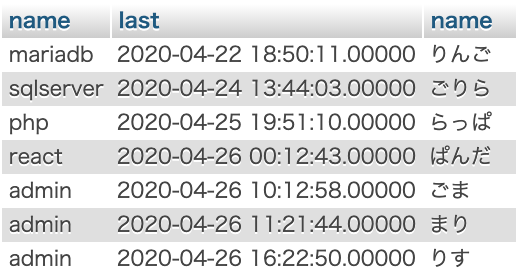 name last name
mariadb 2020-04-22 18:50:11.00000 りんご
sqlserver 2020-04-24 13:44:03.00000 ごりら
php 2020-04-25 19:51:10.00000 らっぱ
react 2020-04-26 00:12:43.00000 ぱんだ
admin 2020-04-26 10:12:58.00000 ごま
admin 2020-04-26 11:21:44.00000 まり
admin 2020-04-26 16:22:50.00000 りす